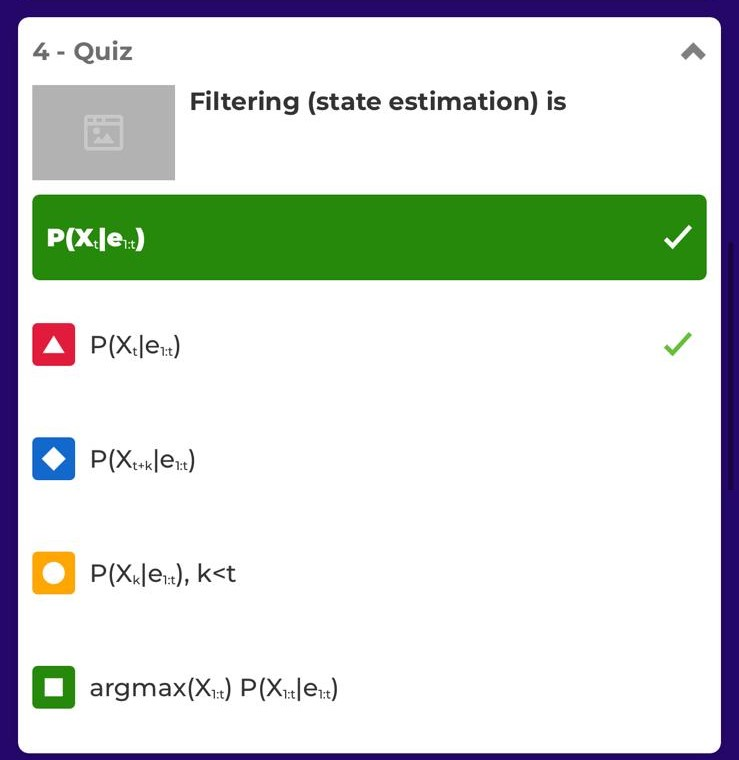 4 - Quiz
Filtering (state estimation) is
P(Xₜ|e₁:ₜ)
P(Xₜ|e₁:ₜ)
P(Xₜ₊ₖ|e₁:ₜ)
P(Xₖ|e₁:ₜ), k<t
argmax(X₁:ₜ) P(X₁:ₜ|e₁:ₜ)